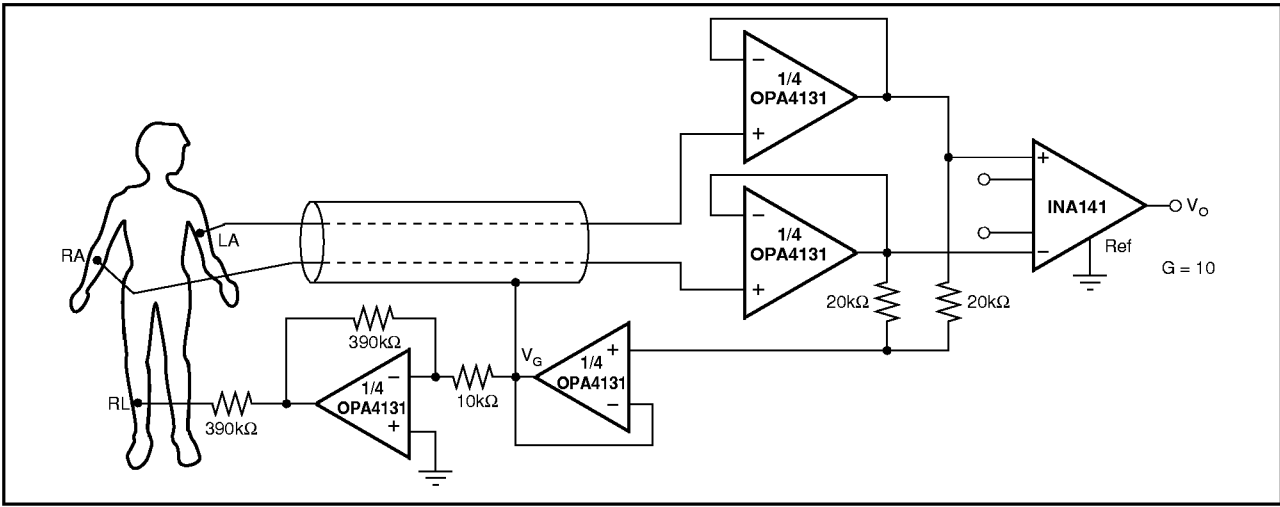 1/4
OPA4131
−
+
1/4
OPA4131
−
+
+
INA141
−
Ref
V_O
G = 10
LA
RA
20kΩ
20kΩ
390kΩ
V_G
1/4
OPA4131
+
−
1/4
OPA4131
−
+
10kΩ
RL
390kΩ